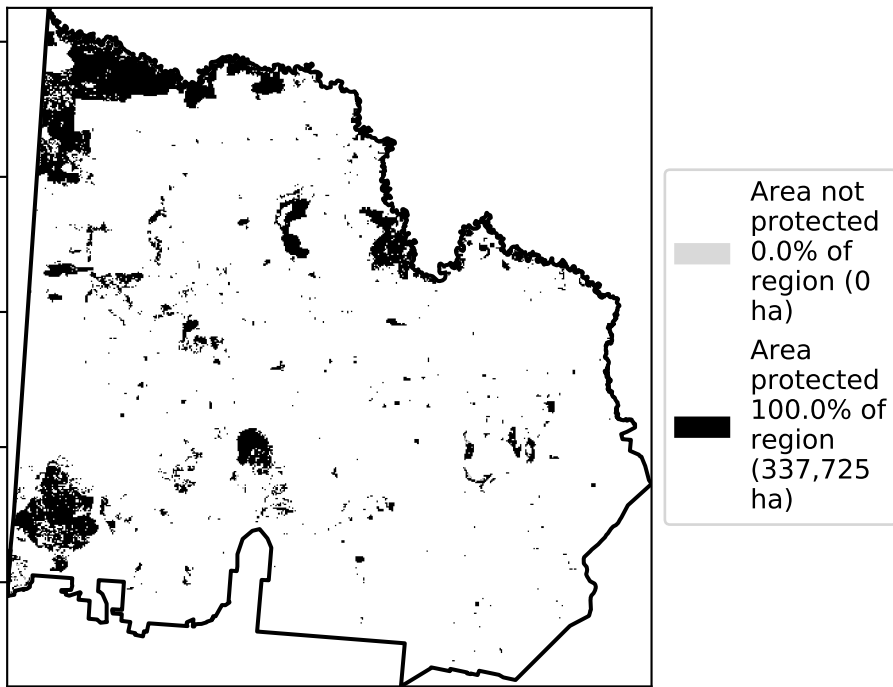 Area not
protected
0.0% of
region (0
ha)
Area
protected
100.0% of
region
(337,725
ha)